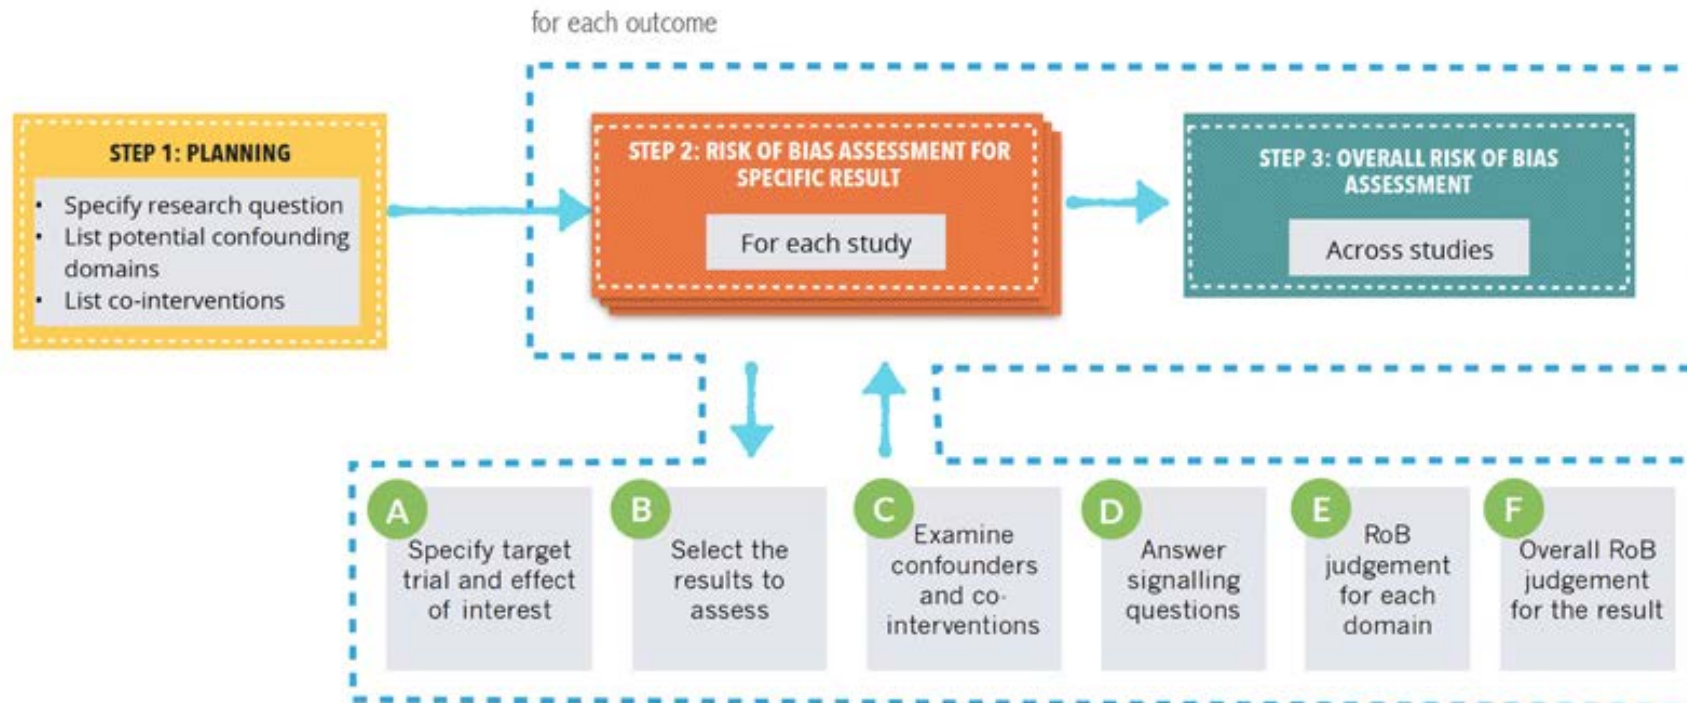 for each outcome
STEP 1: PLANNING
• Specify research question
• List potential confounding
domains
• List co-interventions
STEP 2: RISK OF BIAS ASSESSMENT FOR
SPECIFIC RESULT
For each study
STEP 3: OVERALL RISK OF BIAS
ASSESSMENT
Across studies
A
Specify target
trial and effect
of interest
B
Select the
results to
assess
C
Examine
confounders
and co-
interventions
D
Answer
signalling
questions
E
RoB
judgement
for each
domain
F
Overall RoB
judgement
for the result